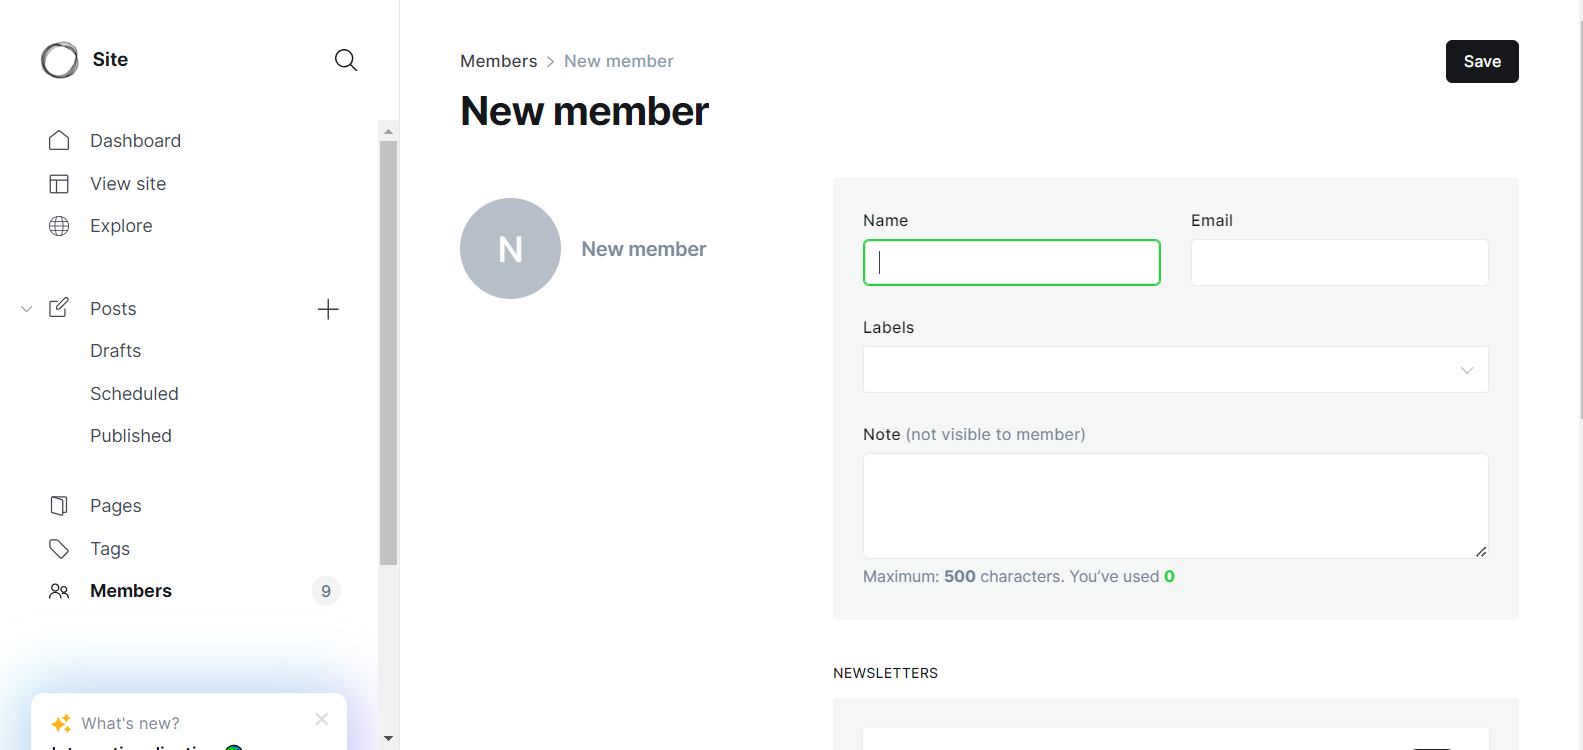 Site
Dashboard
View site
Explore
Posts
Drafts
Scheduled
Published
Pages
Tags
Members
9
What's new?
Members > New member
Save
New member
N
New member
Name
Email
Labels
Note (not visible to member)
Maximum: 500 characters. You’ve used 0
NEWSLETTERS